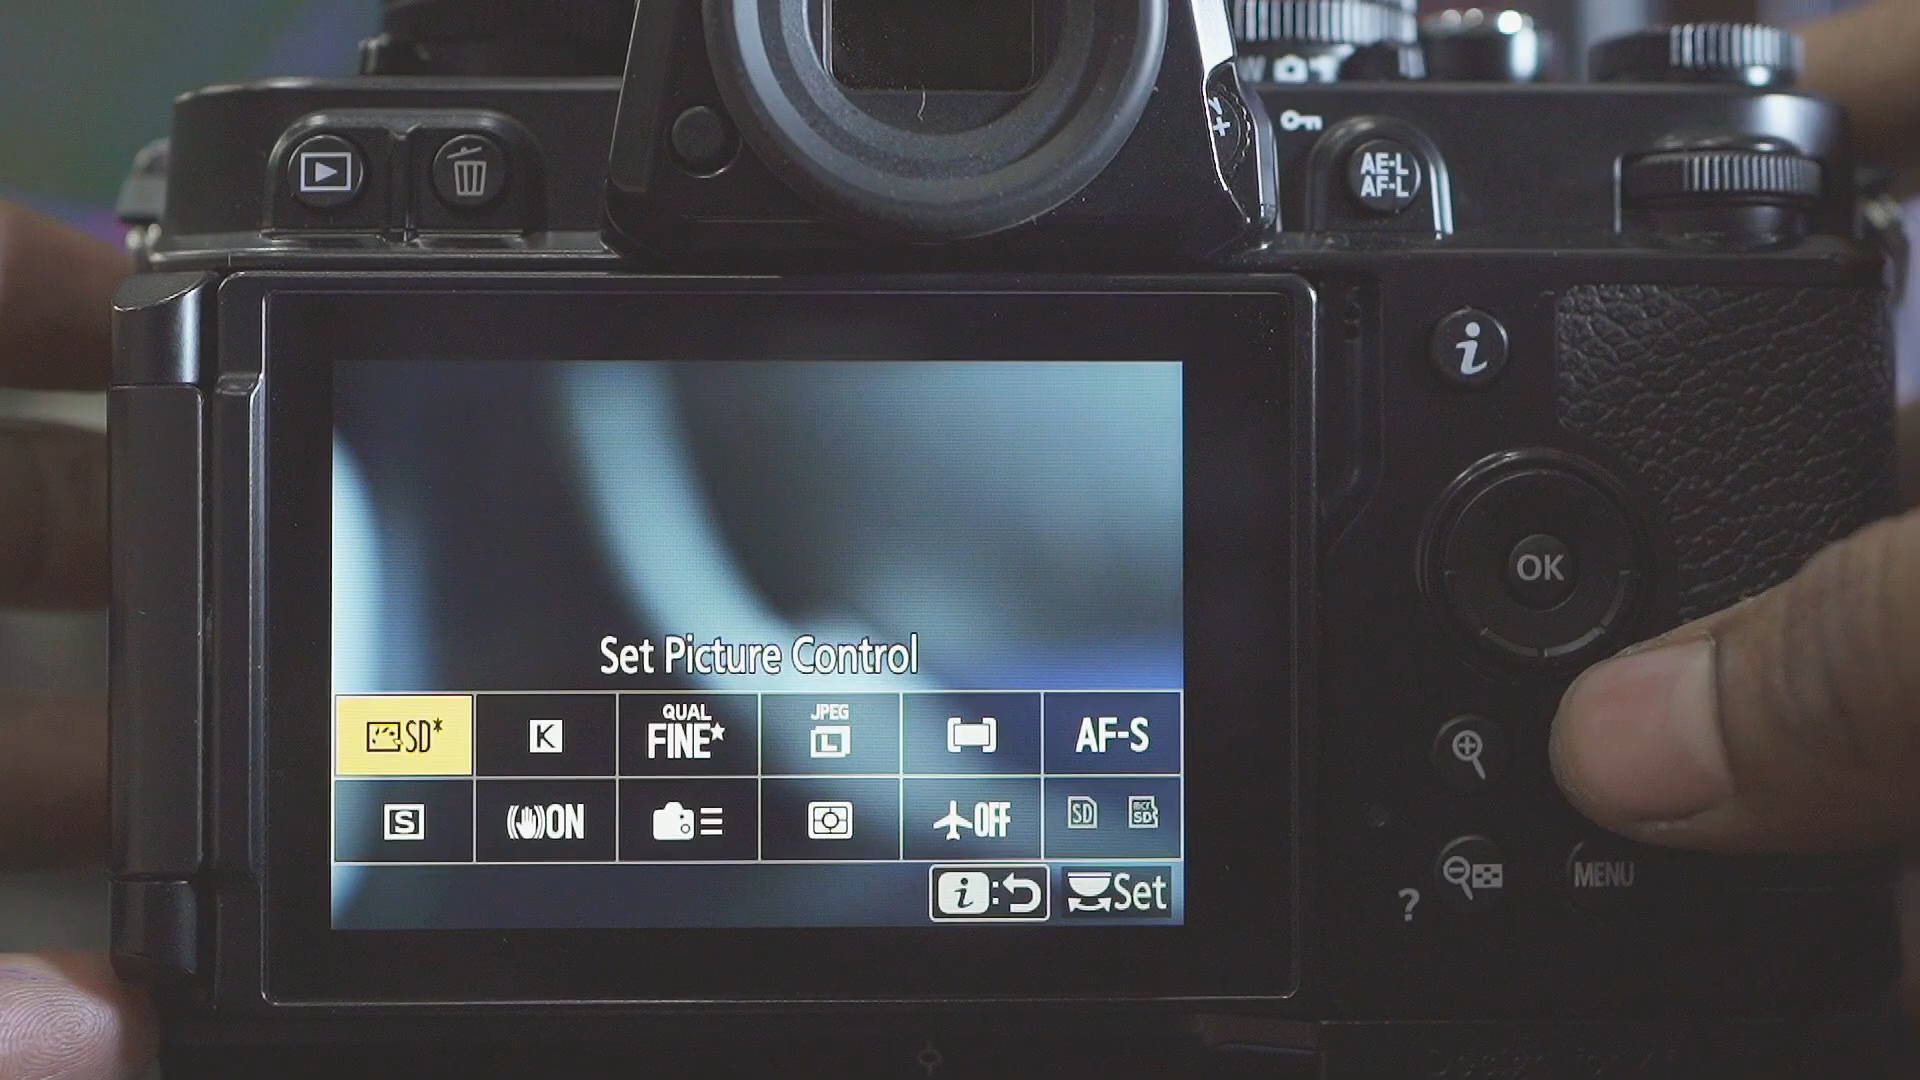 AE-L
AF-L
OK
Set Picture Control
SD*
K
QUAL
FINE★
JPEG
L
AF-S
S
ON
OFF
SD
SD
i:
Set
i
?
MENU